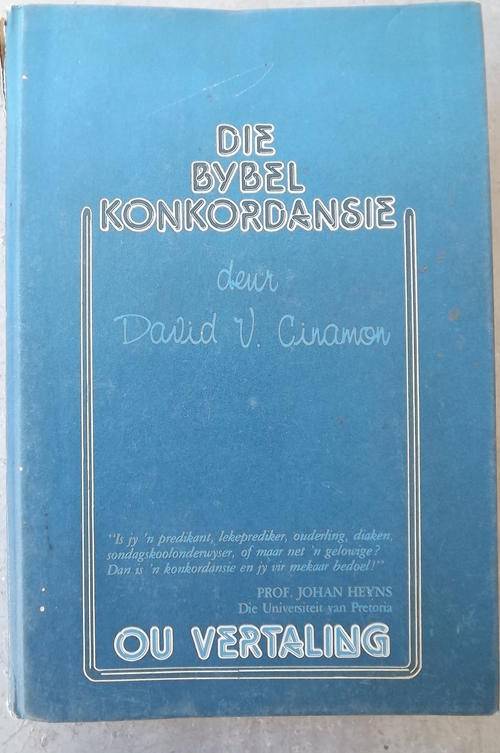 DIE
BYBEL
KONKORDANSIE
deur
David V. Cinamon
"Is jy 'n predikant, lekeprediker, ouderling, diaken,
sondagskoolonderwyser, of maar net 'n gelowige?
Dan is 'n konkordansie en jy vir mekaar bedoel!"
PROF. JOHAN HEYNS
Die Universiteit van Pretoria
OU VERTALING